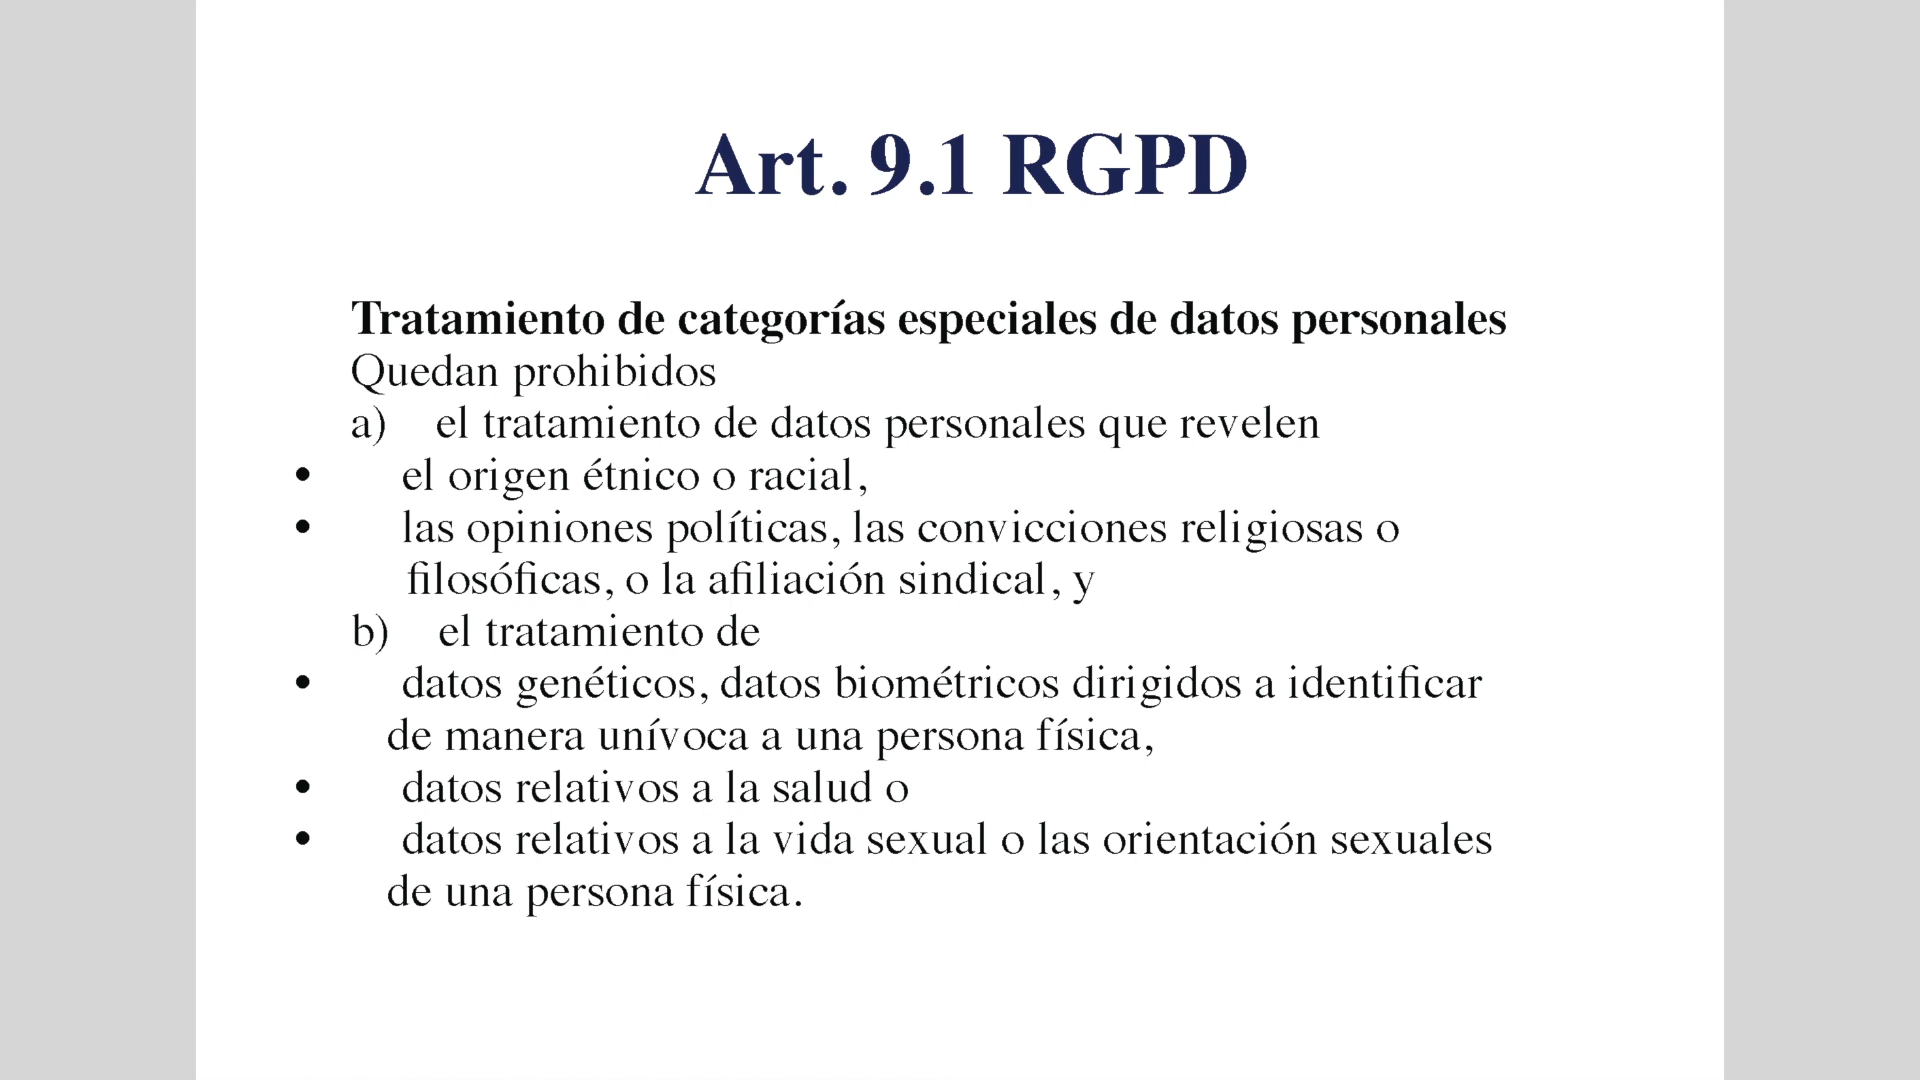 Art. 9.1 RGPD
Tratamiento de categorías especiales de datos personales
Quedan prohibidos
a) el tratamiento de datos personales que revelen
• el origen étnico o racial,
• las opiniones políticas, las convicciones religiosas o
filosóficas, o la afiliación sindical, y
b) el tratamiento de
• datos genéticos, datos biométricos dirigidos a identificar
de manera unívoca a una persona física,
• datos relativos a la salud o
• datos relativos a la vida sexual o las orientación sexuales
de una persona física.